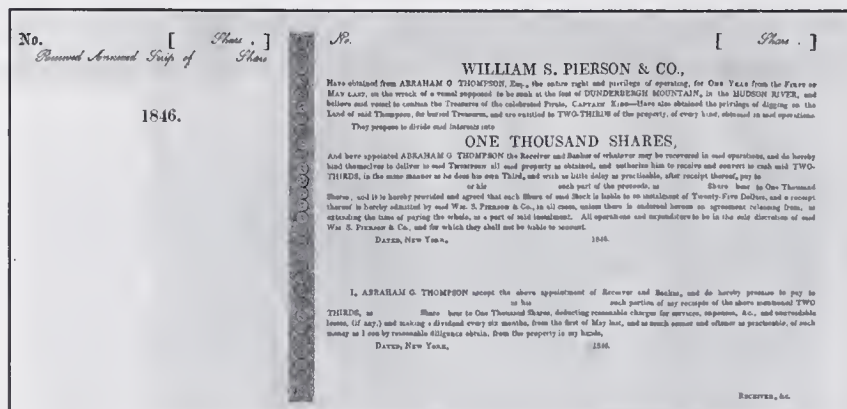 No. [ Share . ]
Received Annexed Scrip of Share
1846.
No. [ Share . ]
WILLIAM S. PIERSON & CO.,
Have obtained from ABRAHAM G THOMPSON, Esq., the entire right and privilege of operating, for ONE YEAR from the FIRST OF
MAY LAST, on the wreck of a vessel supposed to be sunk at the foot of DUNDERBERGH MOUNTAIN, in the HUDSON RIVER, and
believe said vessel to contain the Treasures of the celebrated Pirate, CAPTAIN KIDD—Have also obtained the privilege of digging on the
Land of said Thompson, for buried Treasures, and are entitled to TWO-THIRDS of the property, of every kind, obtained in said operations
They propose to divide said interests into
ONE THOUSAND SHARES,
And have appointed ABRAHAM G THOMPSON the Receiver and Banker of whatever may be recovered in said operations, and do hereby
bind themselves to deliver to said THOMPSON all said property as obtained, and authorize him to receive and convert to cash said TWO-
THIRDS, in the same manner as he does his own Third, and with as little delay as practicable, after receipt thereof, pay to
or his such part of the proceeds, as Share bear to One Thousand
Shares, and it is hereby provided and agreed that each Share of said Stock is liable to an instalment of Twenty-Five Dollars, and a receipt
thereof is hereby admitted by said WM. S. PIERSON & CO., in all cases, unless there is endorsed hereon an agreement releasing from, or
extending the time of paying the whole, or a part of said instalment. All operations and expenditure to be in the sole discretion of said
WM S. PIERSON & CO., and for which they shall not be liable to account.
DATED, NEW YORK, 1846.
I, ABRAHAM G. THOMPSON accept the above appointment of Receiver and Banker, and do hereby promise to pay to
or his such portion of any receipts of the above mentioned TWO
THIRDS, as Share bear to One Thousand Shares, deducting reasonable charges for services, expenses, &c., and unavoidable
losses, (if any,) and making a dividend every six months, from the first of May last, and as much sooner and oftener as practicable, of such
money as I can by reasonable diligence obtain, from the property in my hands,
DATED, NEW YORK, 1846.
RECEIVER, &c.